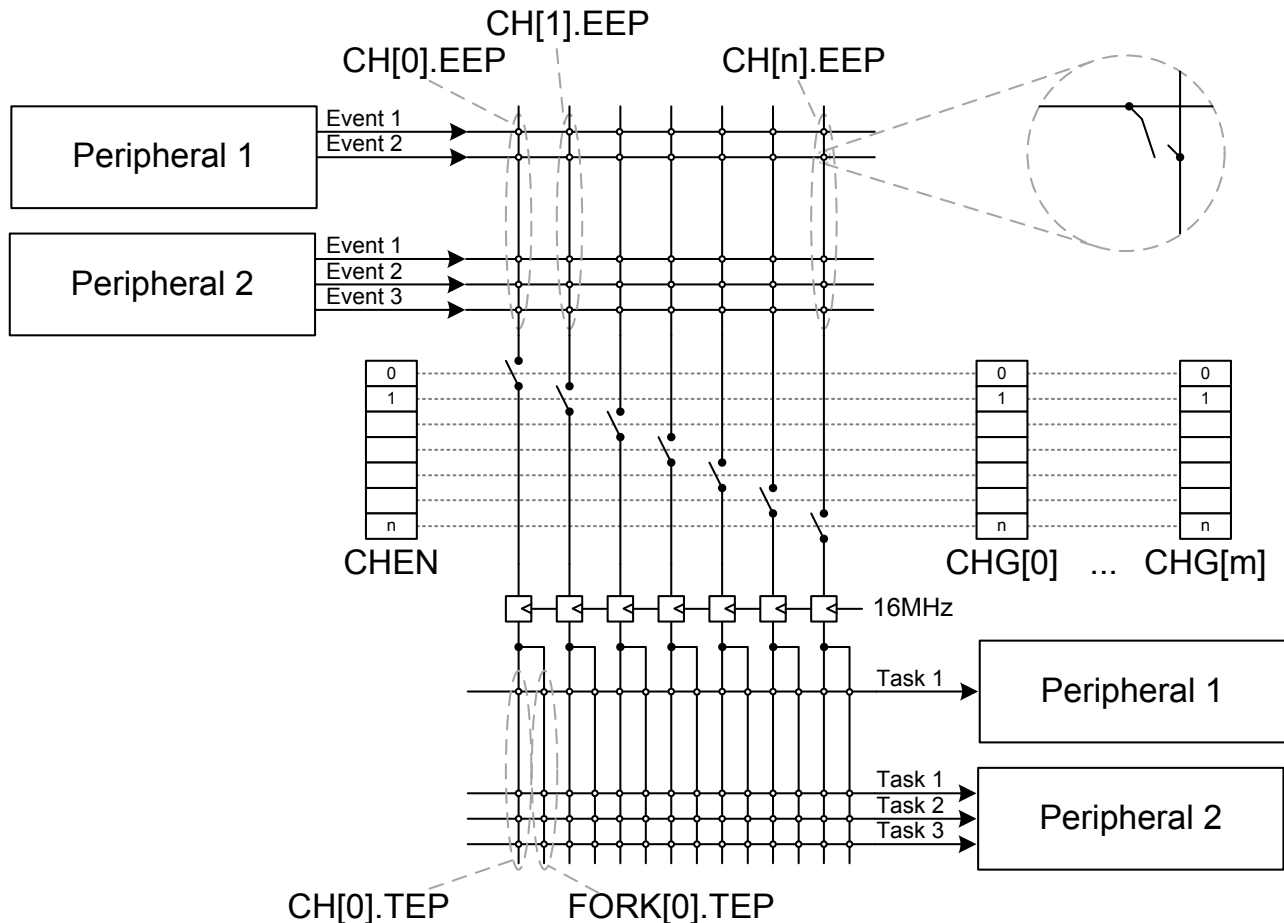 CH[1].EEP
CH[0].EEP
CH[n].EEP
Peripheral 1
Event 1
Event 2
Peripheral 2
Event 1
Event 2
Event 3
0
0
0
1
1
1
n
n
n
CHEN
CHG[0] ... CHG[m]
16MHz
Task 1
Peripheral 1
Task 1
Task 2
Task 3
Peripheral 2
CH[0].TEP
FORK[0].TEP